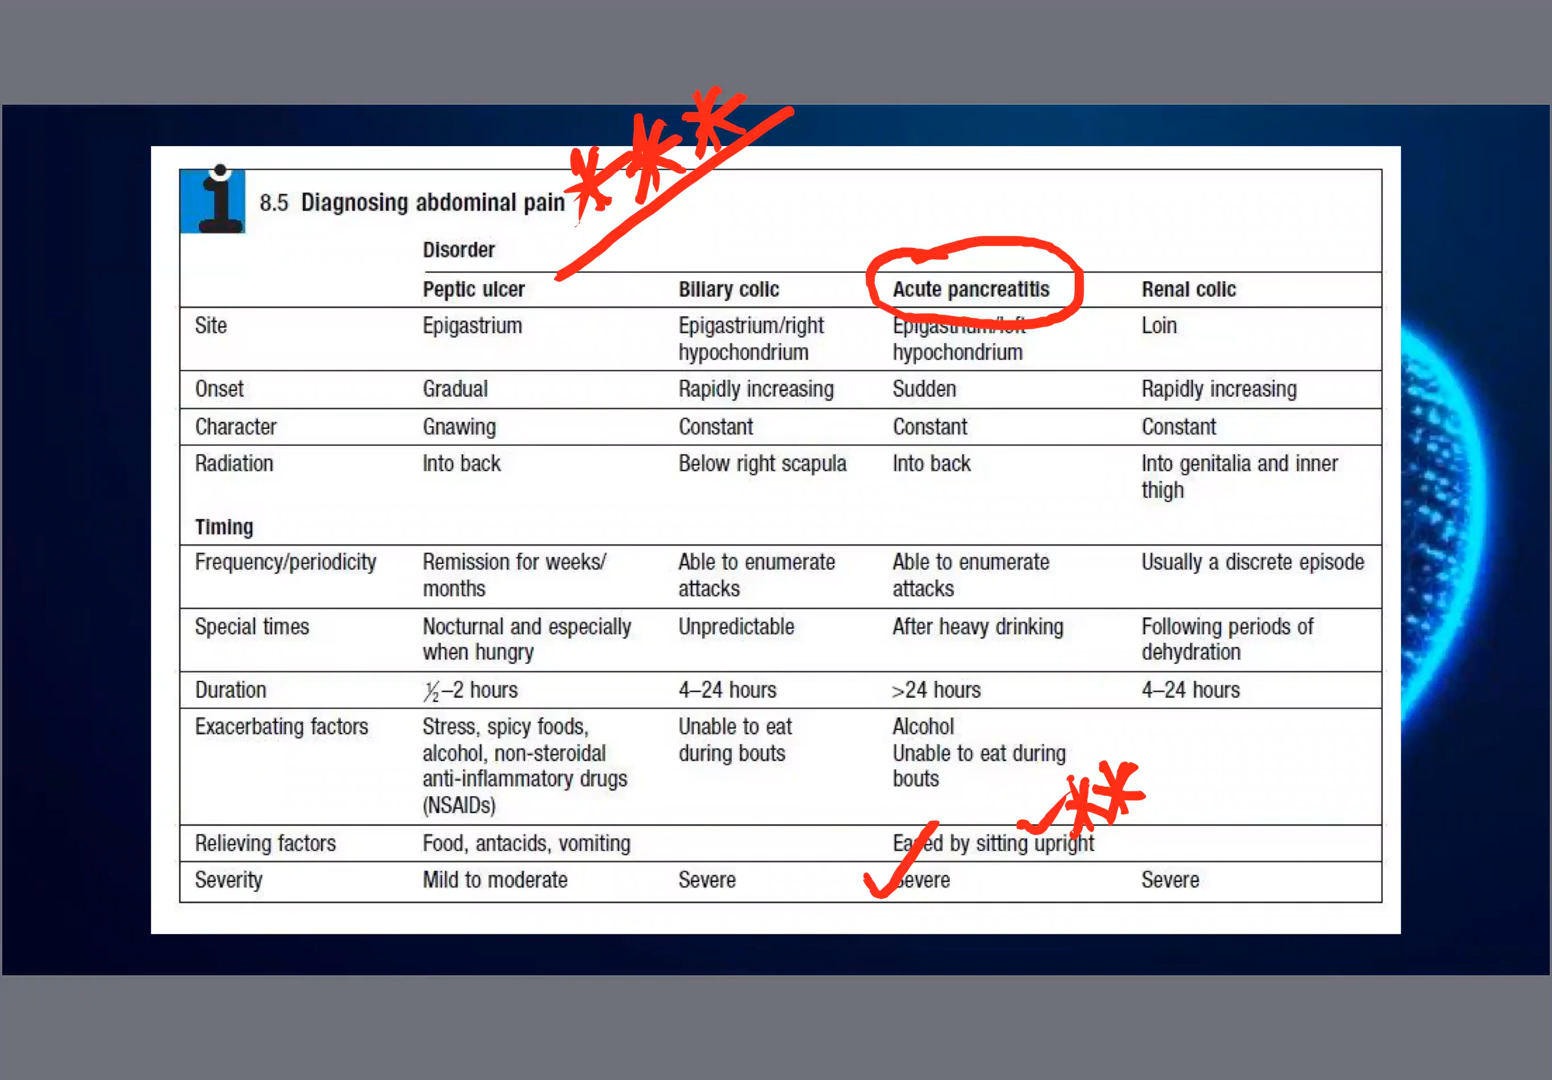 8.5 Diagnosing abdominal pain
Disorder
Peptic ulcer Biliary colic Acute pancreatitis Renal colic
Site Epigastrium Epigastrium/right Epigastrium/left Loin
hypochondrium hypochondrium
Onset Gradual Rapidly increasing Sudden Rapidly increasing
Character Gnawing Constant Constant Constant
Radiation Into back Below right scapula Into back Into genitalia and inner
thigh
Timing
Frequency/periodicity Remission for weeks/ Able to enumerate Able to enumerate Usually a discrete episode
months attacks attacks
Special times Nocturnal and especially Unpredictable After heavy drinking Following periods of
when hungry dehydration
Duration ½–2 hours 4–24 hours >24 hours 4–24 hours
Exacerbating factors Stress, spicy foods, Unable to eat Alcohol
alcohol, non-steroidal during bouts Unable to eat during
anti-inflammatory drugs bouts
(NSAIDs)
Relieving factors Food, antacids, vomiting Eased by sitting upright
Severity Mild to moderate Severe Severe Severe